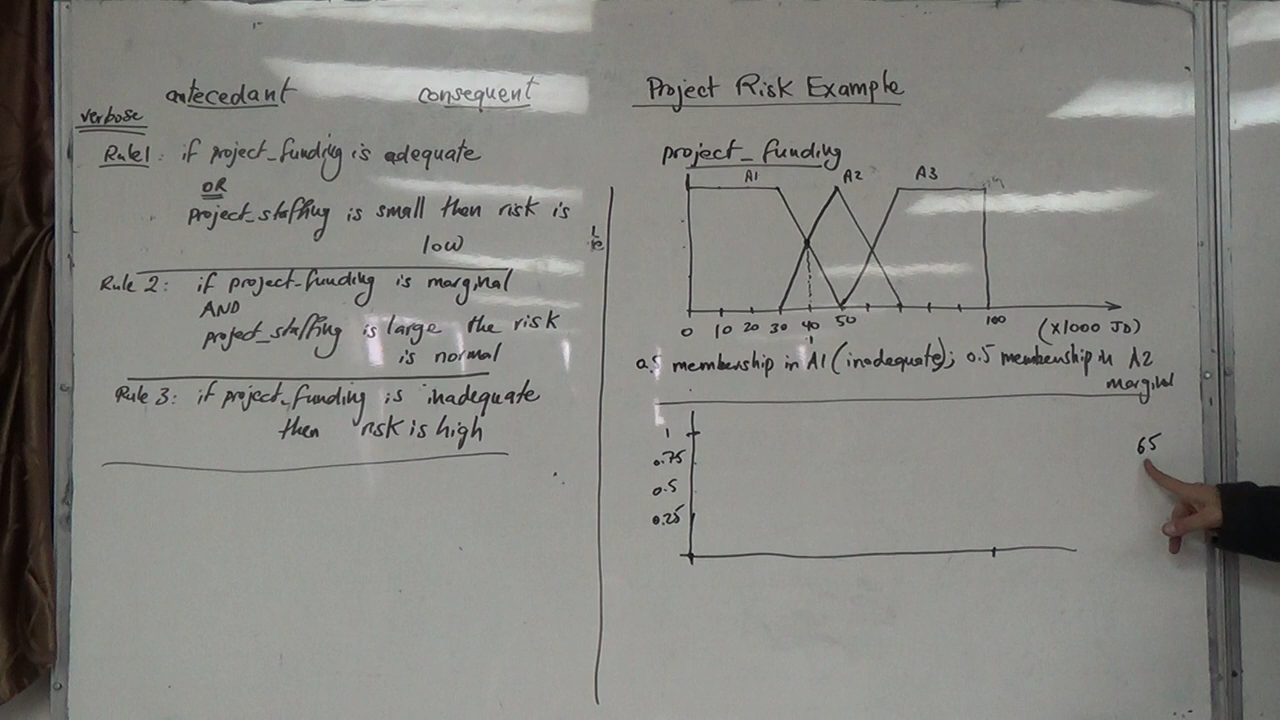 antecedant consequent
verbose
Rule1: if project_funding is adequate
OR
project_staffing is small then risk is
low
Rule 2: if project_funding is marginal
AND
project_staffing is large the risk
is normal
Rule 3: if project_funding is inadequate
then risk is high
Project Risk Example
project_funding
A1 A2 A3
0 10 20 30 40 50 100 (x1000 JD)
0.5 membership in A1 (inadequate); 0.5 membership in A2
marginal
1
0.75
0.5
0.25
65